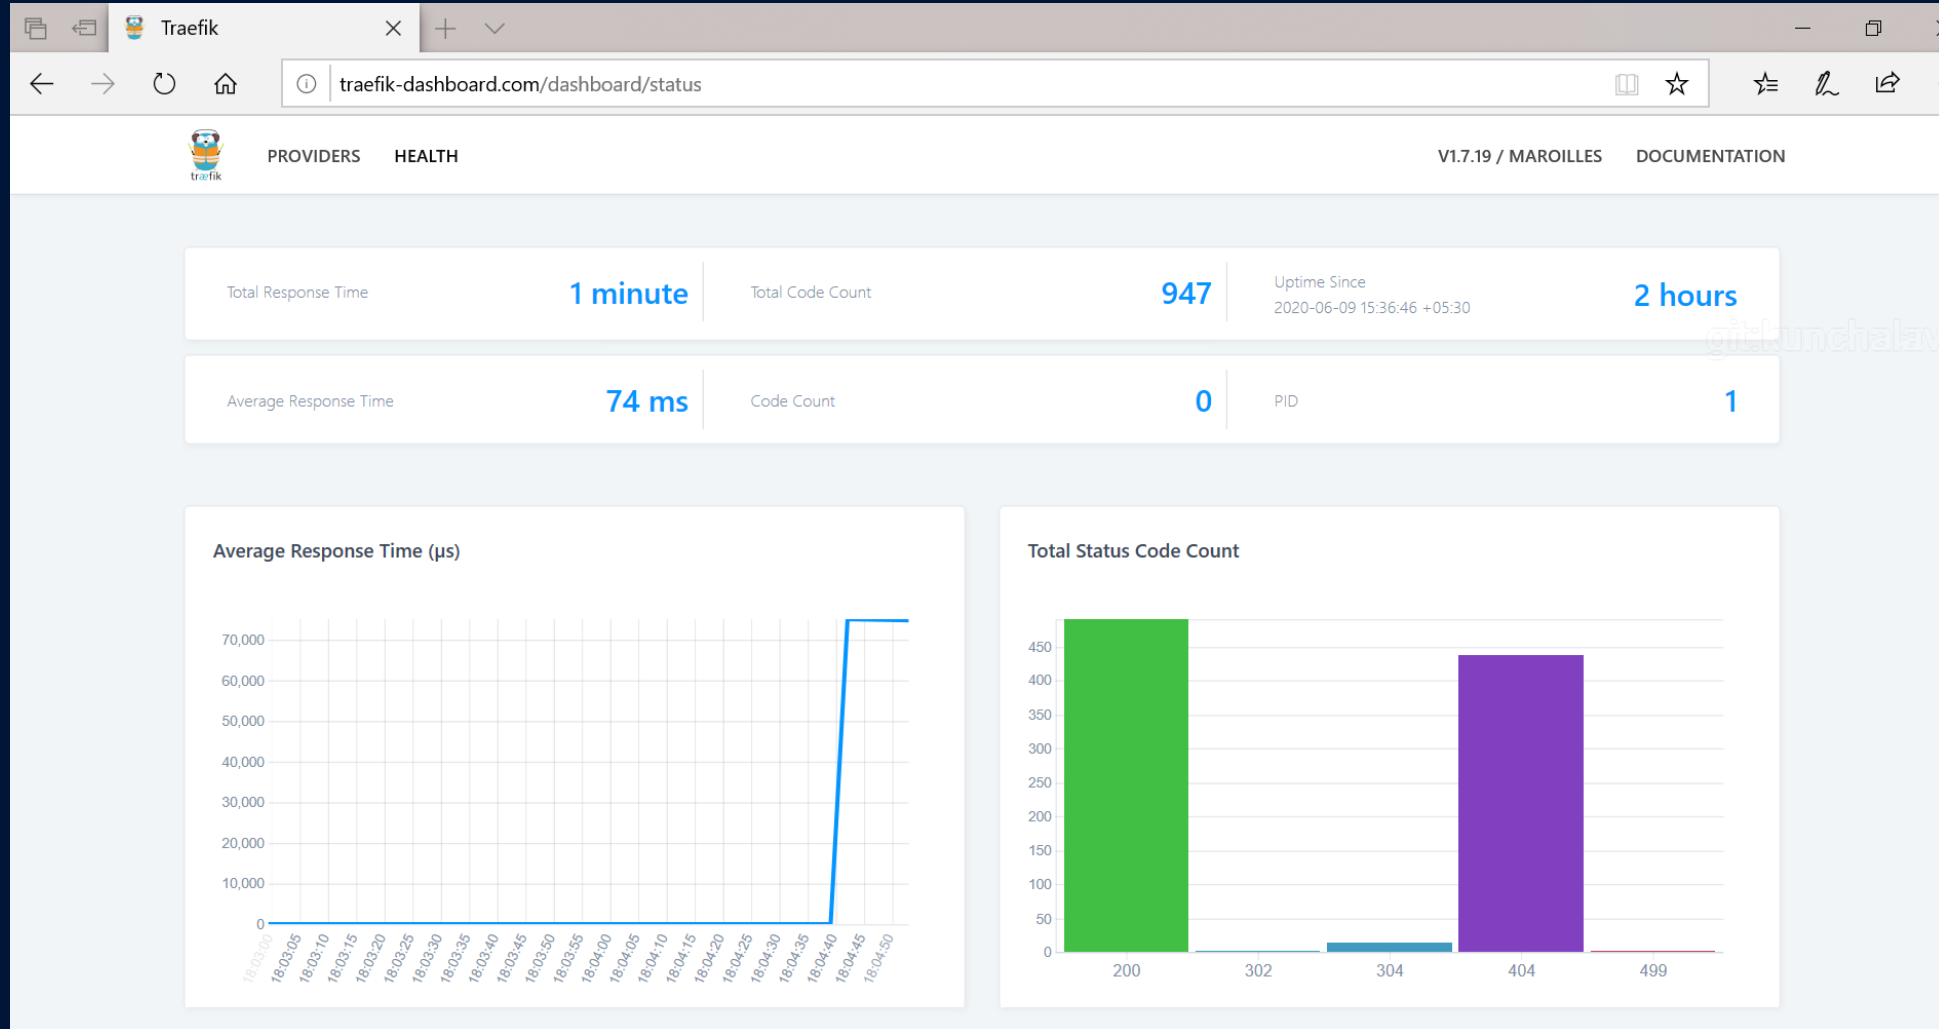 Traefik
traefik-dashboard.com/dashboard/status
træfik
PROVIDERS
HEALTH
V1.7.19 / MAROILLES
DOCUMENTATION
Total Response Time
1 minute
Total Code Count
947
Uptime Since
2020-06-09 15:36:46 +05:30
2 hours
Average Response Time
74 ms
Code Count
0
PID
1
Average Response Time (µs)
70,000
60,000
50,000
40,000
30,000
20,000
10,000
0
18:03:00
18:03:05
18:03:10
18:03:15
18:03:20
18:03:25
18:03:30
18:03:35
18:03:40
18:03:45
18:03:50
18:03:55
18:04:00
18:04:05
18:04:10
18:04:15
18:04:20
18:04:25
18:04:30
18:04:35
18:04:40
18:04:45
18:04:50
Total Status Code Count
450
400
350
300
250
200
150
100
50
0
200
302
304
404
499